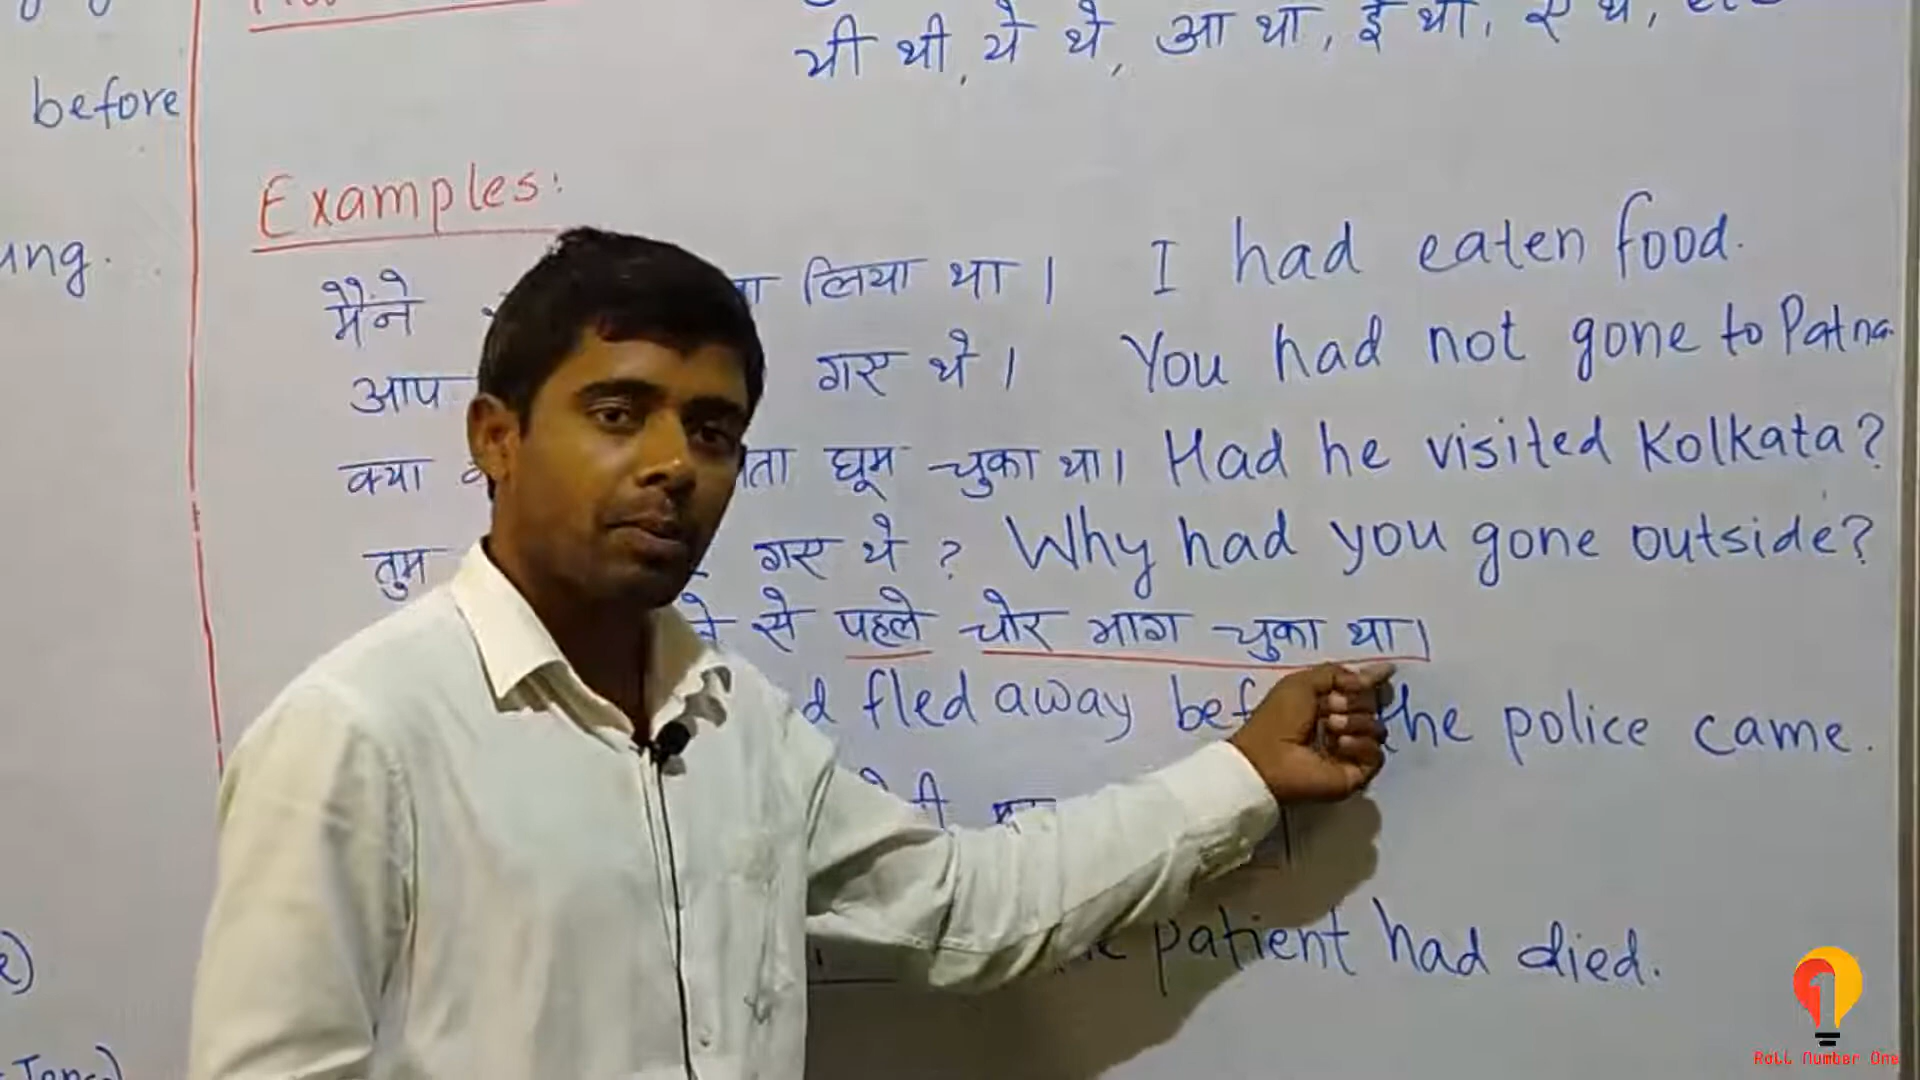 यी थी, ये थे, आ था, ई थी, ए थे, etc
before
Examples:
ung.
मैंने लिया था। I had eaten food.
आप गए थे। You had not gone to Patna.
क्या घूम चुका था। Had he visited Kolkata?
तुम गए थे? Why had you gone outside?
से पहले चोर भाग चुका था।
fled away the police came.
patient had died.
Roll Number One